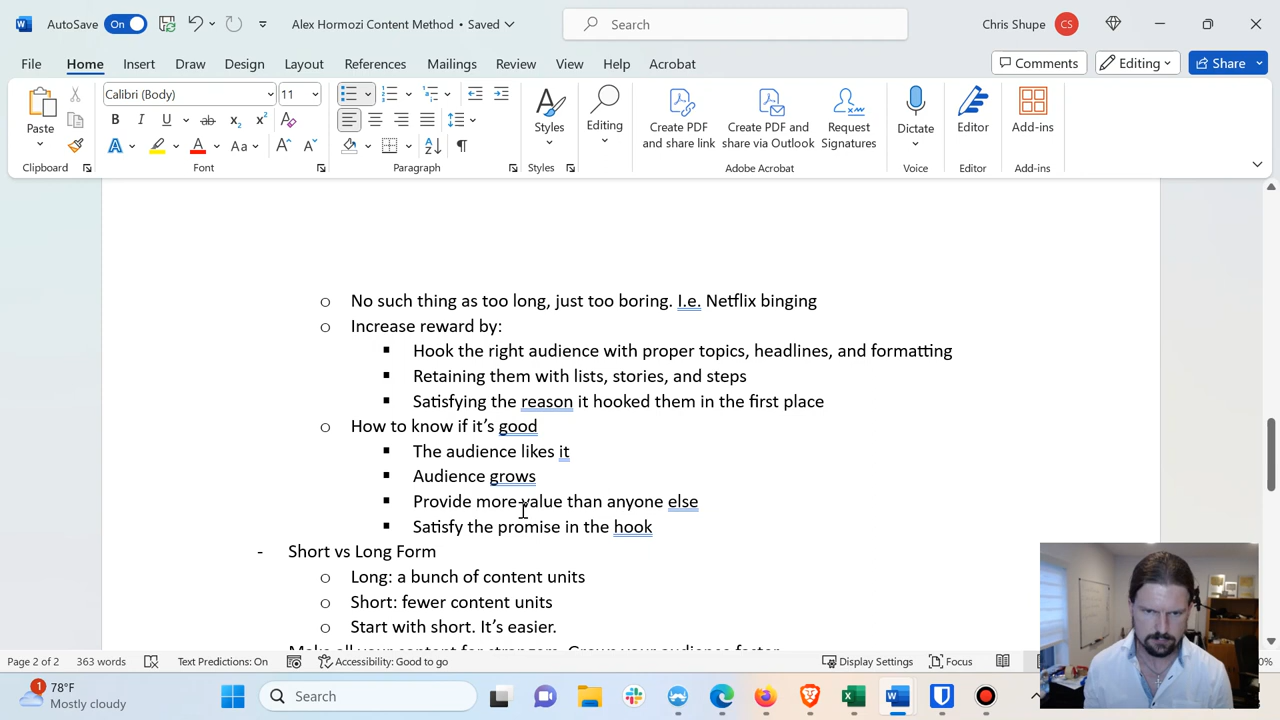 AutoSave On Alex Hormozi Content Method • Saved Search Chris Shupe CS
File Home Insert Draw Design Layout References Mailings Review View Help Acrobat Comments Editing Share
Calibri (Body) 11
Paste Styles Editing Create PDF and share link Create PDF and share via Outlook Request Signatures Dictate Editor Add-ins
Clipboard Font Paragraph Styles Adobe Acrobat Voice Editor Add-ins
o No such thing as too long, just too boring. I.e. Netflix binging
o Increase reward by:
▪ Hook the right audience with proper topics, headlines, and formatting
▪ Retaining them with lists, stories, and steps
▪ Satisfying the reason it hooked them in the first place
o How to know if it's good
▪ The audience likes it
▪ Audience grows
▪ Provide more value than anyone else
▪ Satisfy the promise in the hook
- Short vs Long Form
o Long: a bunch of content units
o Short: fewer content units
o Start with short. It's easier.
Page 2 of 2 363 words Text Predictions: On Accessibility: Good to go Display Settings Focus
1 78°F
Mostly cloudy
Search